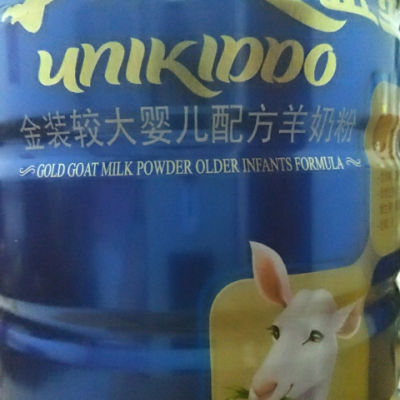 UNIKIDDO
金装较大婴儿配方羊奶粉
GOLD GOAT MILK POWDER OLDER INFANTS FORMULA